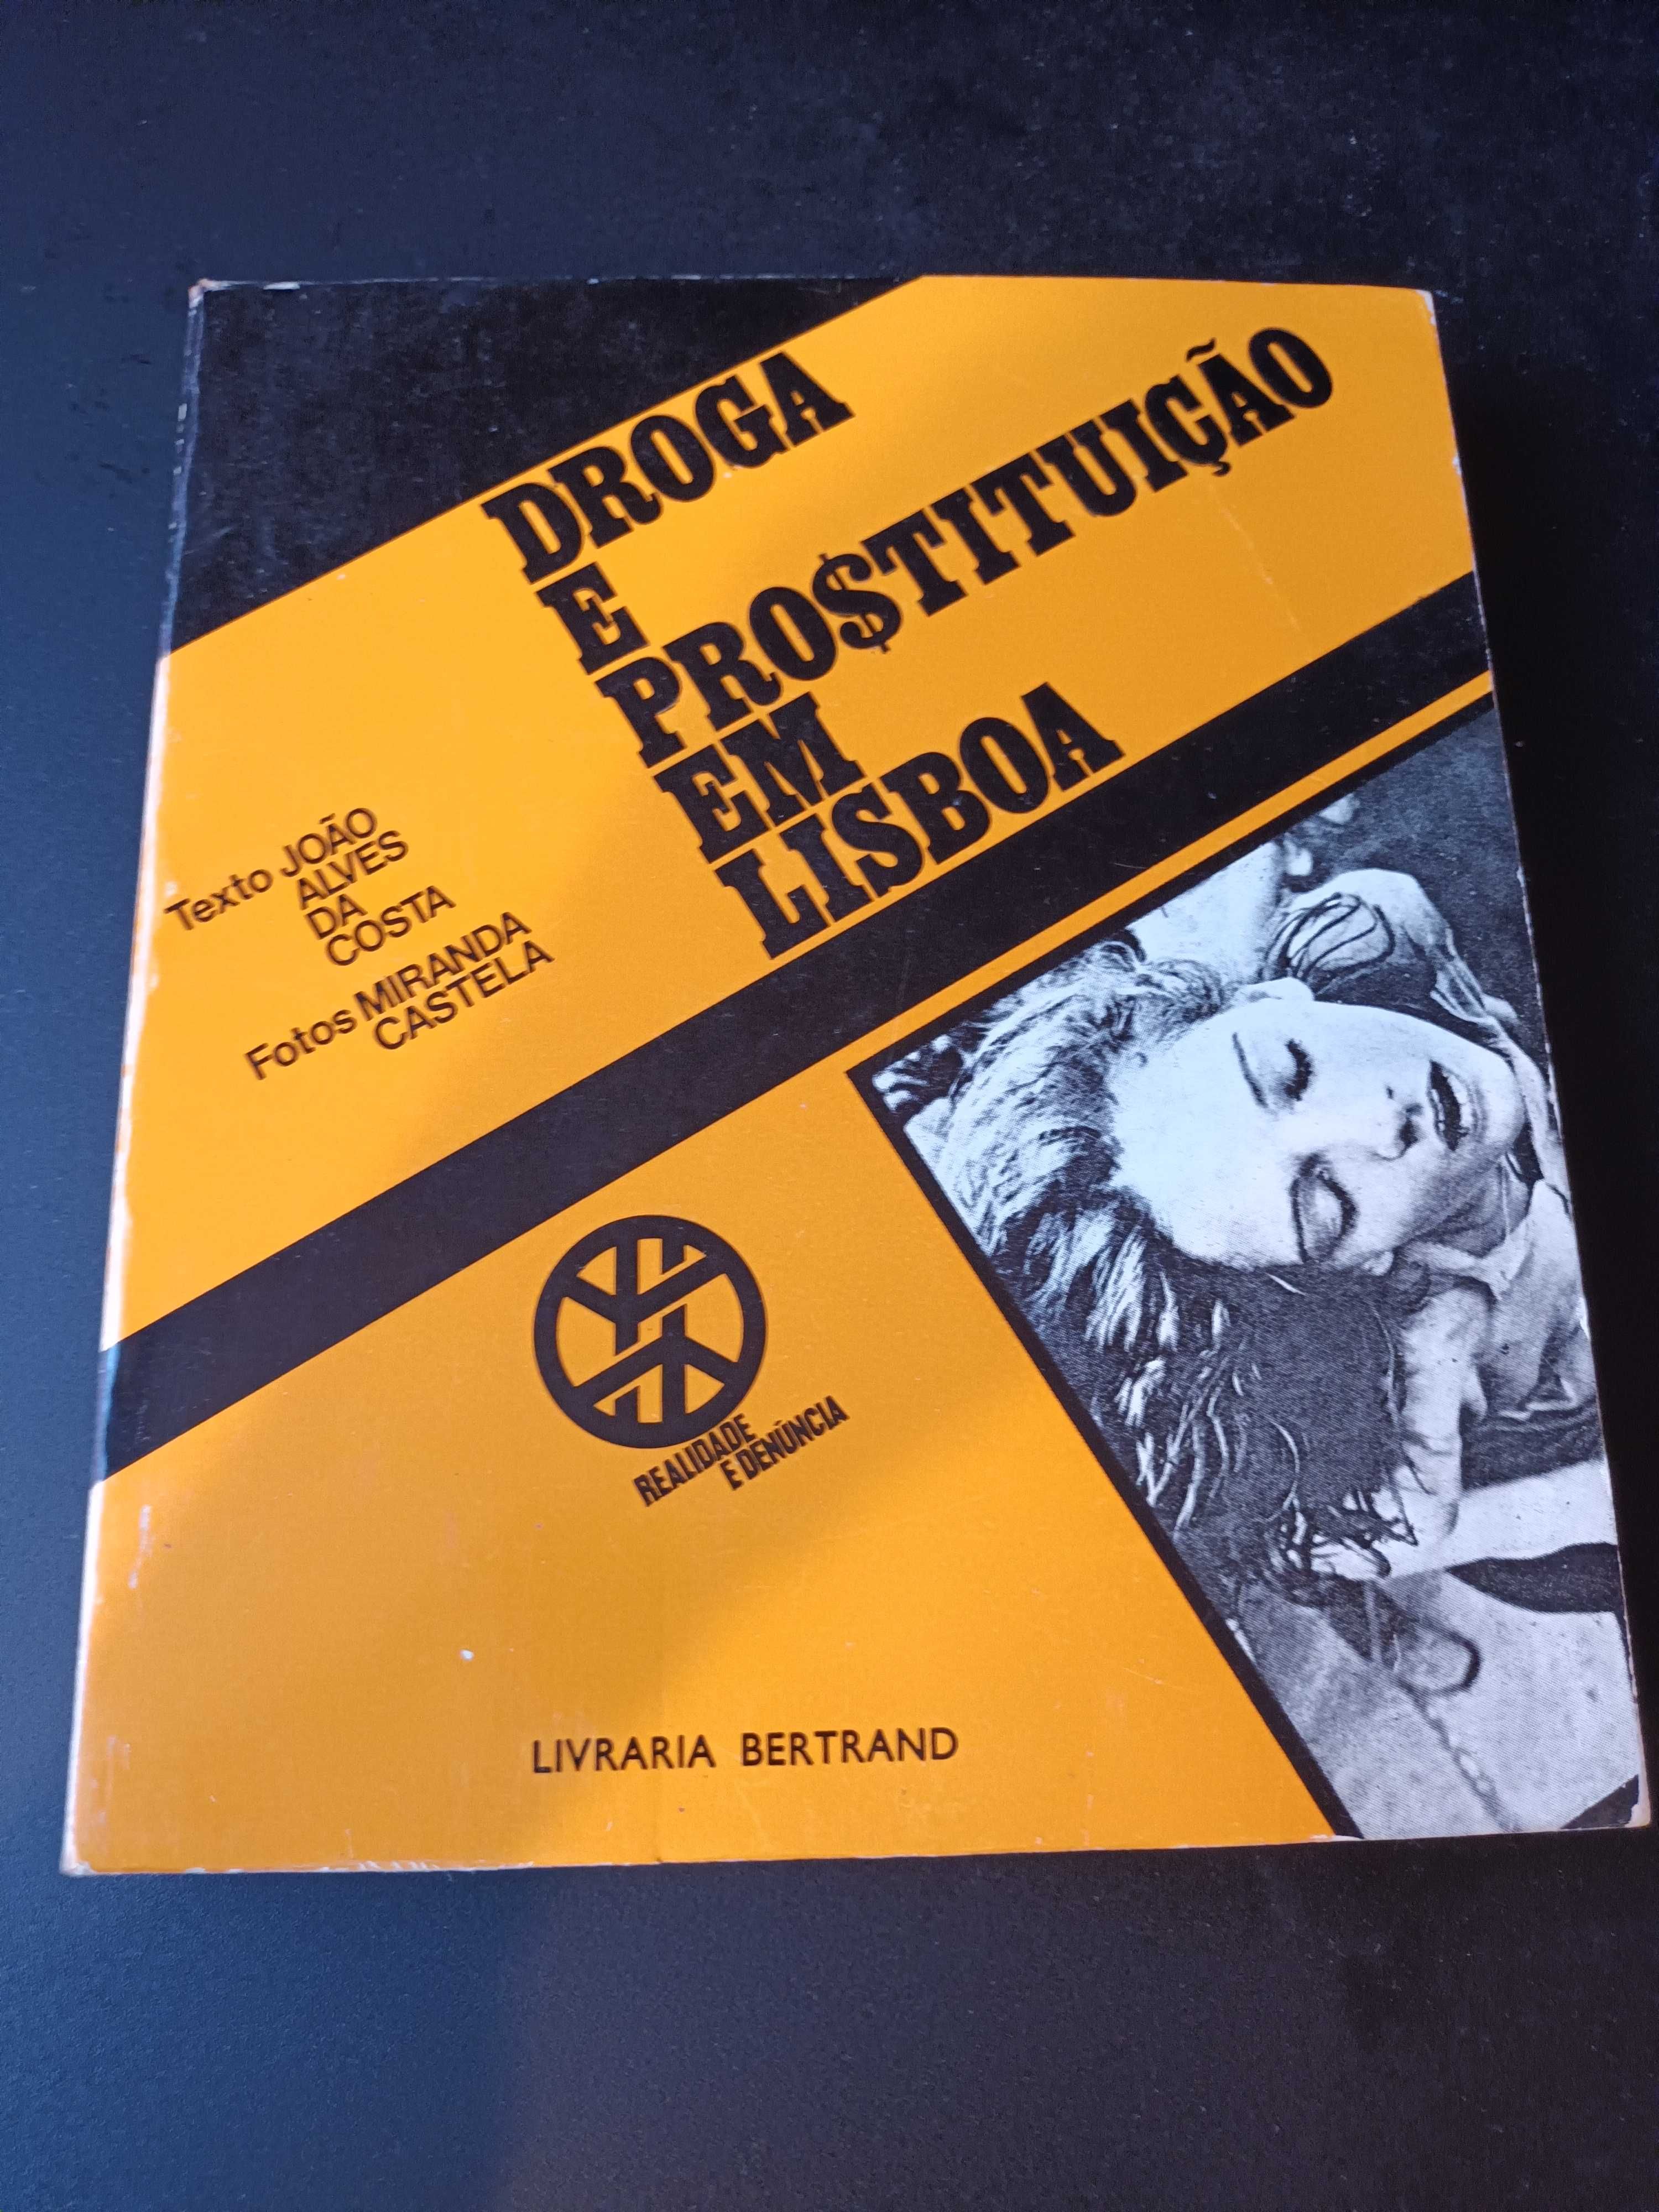 DROGA
E
PRO$TITUIÇÃO
EM
LISBOA
Texto JOÃO
ALVES
DA
COSTA
Fotos MIRANDA
CASTELA
REALIDADE
E DENÚNCIA
LIVRARIA BERTRAND